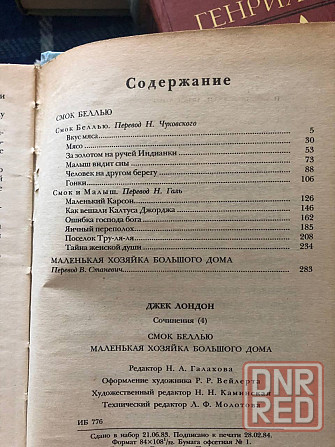 ГЕНРИ
Содержание
СМОК БЕЛЛЬЮ
Смок Беллью. Перевод Н. Чуковского
Вкус мяса 5
Мясо 30
За золотом на ручей Индианки 53
Малыш видит сны 73
Человек на другом берегу 88
Гонки 106
Смок и Малыш. Перевод Н. Галь
Маленький Карсон 126
Как вешали Калтуса Джорджа 146
Ошибка господа бога 164
Яичный переполох 185
Поселок Тру-ля-ля 208
Тайна женской души 234
МАЛЕНЬКАЯ ХОЗЯЙКА БОЛЬШОГО ДОМА
Перевод В. Станевич 283
ДЖЕК ЛОНДОН
Сочинения (4)
СМОК БЕЛЛЬЮ
МАЛЕНЬКАЯ ХОЗЯЙКА БОЛЬШОГО ДОМА
Редактор Н. А. Галахова
Оформление художника Р. Р. Вейлерта
Художественный редактор Н. Н. Каминская
Технический редактор Л. Ф. Молотова
ИБ 776
Сдано в набор 21.06.83. Подписано к печати 28.02.84.
Формат 84×108¹/₃₂. Бумага офсетная № 1.
DNR
RED